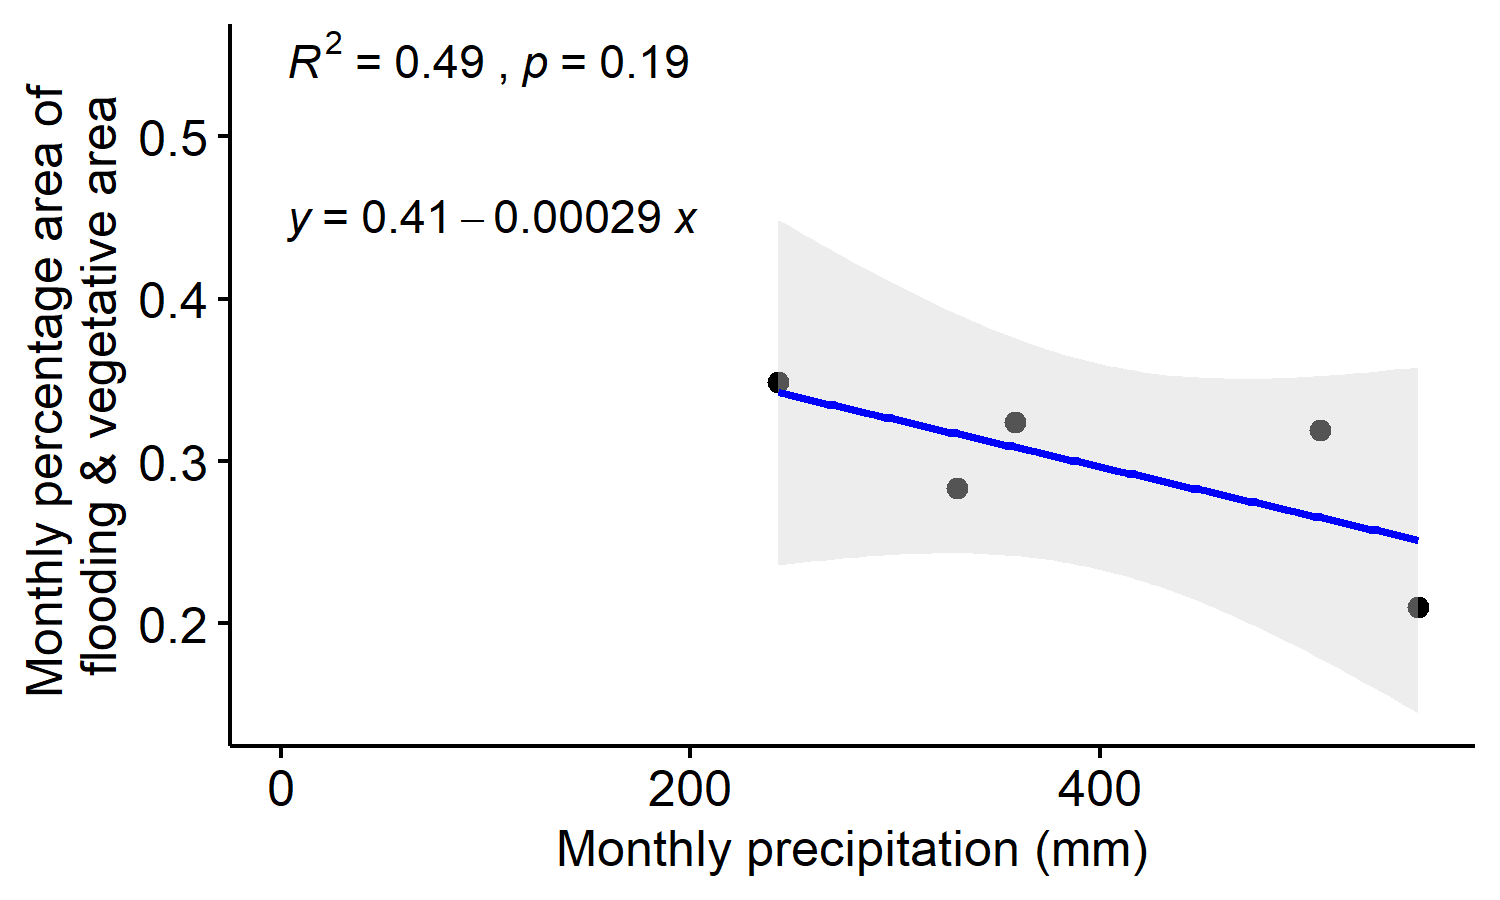 R² = 0.49 , p = 0.19
y = 0.41 – 0.00029 x
Monthly percentage area of
flooding & vegetative area
0.5
0.4
0.3
0.2
0
200
400
Monthly precipitation (mm)